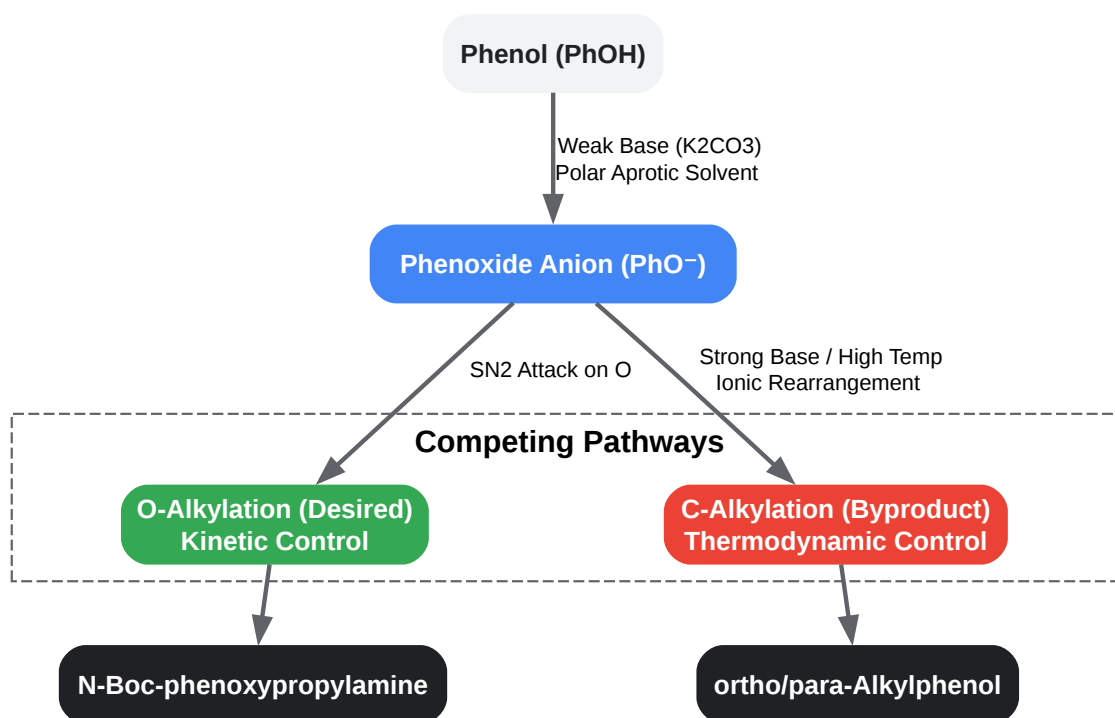 Phenol (PhOH)
Weak Base (K2CO3)
Polar Aprotic Solvent
Phenoxide Anion (PhO⁻)
SN2 Attack on O
Strong Base / High Temp
Ionic Rearrangement
Competing Pathways
O-Alkylation (Desired)
Kinetic Control
C-Alkylation (Byproduct)
Thermodynamic Control
N-Boc-phenoxypropylamine
ortho/para-Alkylphenol